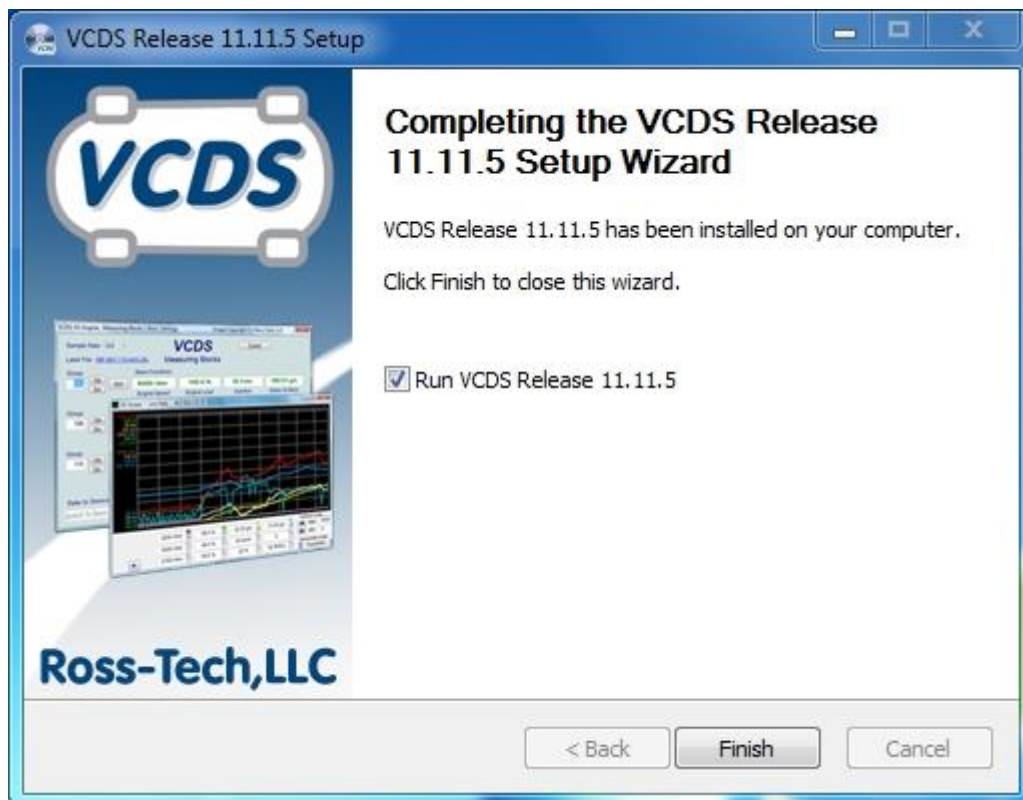 VCDS Release 11.11.5 Setup
VCDS
Completing the VCDS Release
11.11.5 Setup Wizard
VCDS Release 11.11.5 has been installed on your computer.
Click Finish to close this wizard.
Run VCDS Release 11.11.5
VCDS
Measuring Blocks
Ross-Tech,LLC
< Back
Finish
Cancel